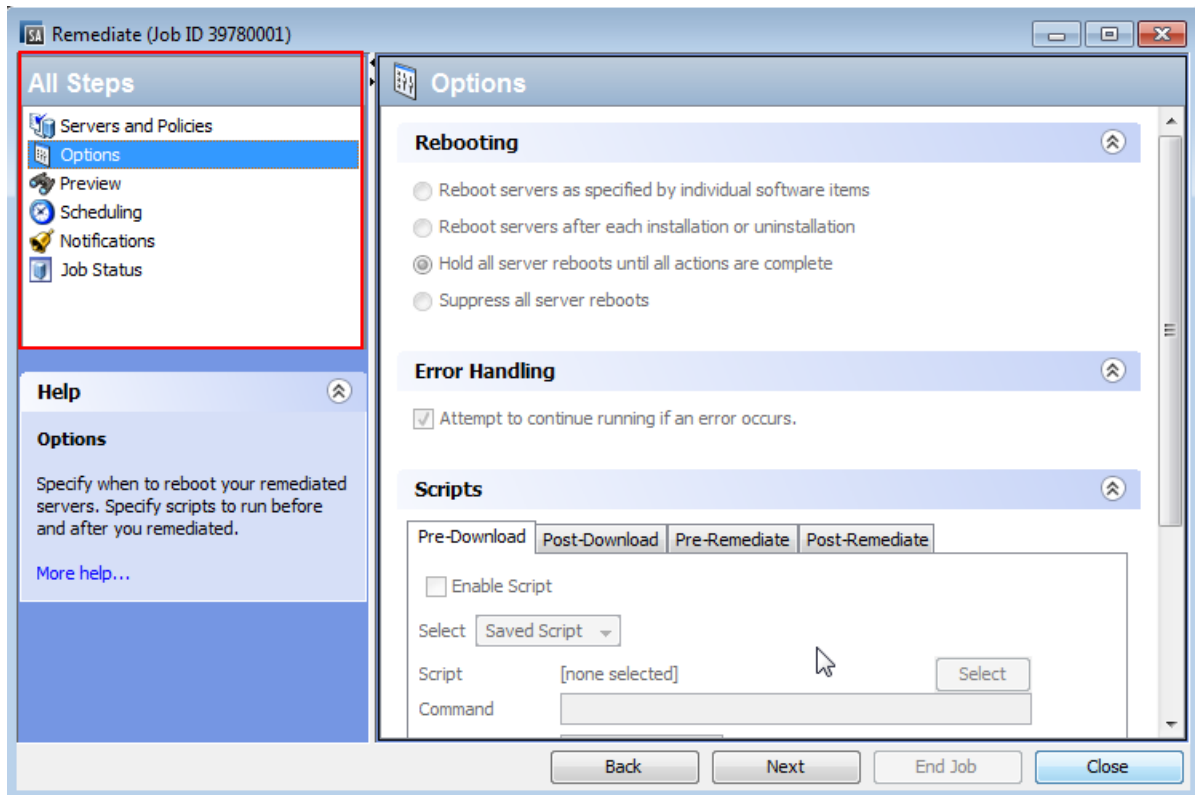 SA Remediate (Job ID 39780001)
All Steps
Servers and Policies
Options
Preview
Scheduling
Notifications
Job Status
Help
Options
Specify when to reboot your remediated
servers. Specify scripts to run before
and after you remediated.
More help...
Options
Rebooting
Reboot servers as specified by individual software items
Reboot servers after each installation or uninstallation
Hold all server reboots until all actions are complete
Suppress all server reboots
Error Handling
Attempt to continue running if an error occurs.
Scripts
Pre-Download Post-Download Pre-Remediate Post-Remediate
Enable Script
Select Saved Script
Script [none selected] Select
Command
Back Next End Job Close